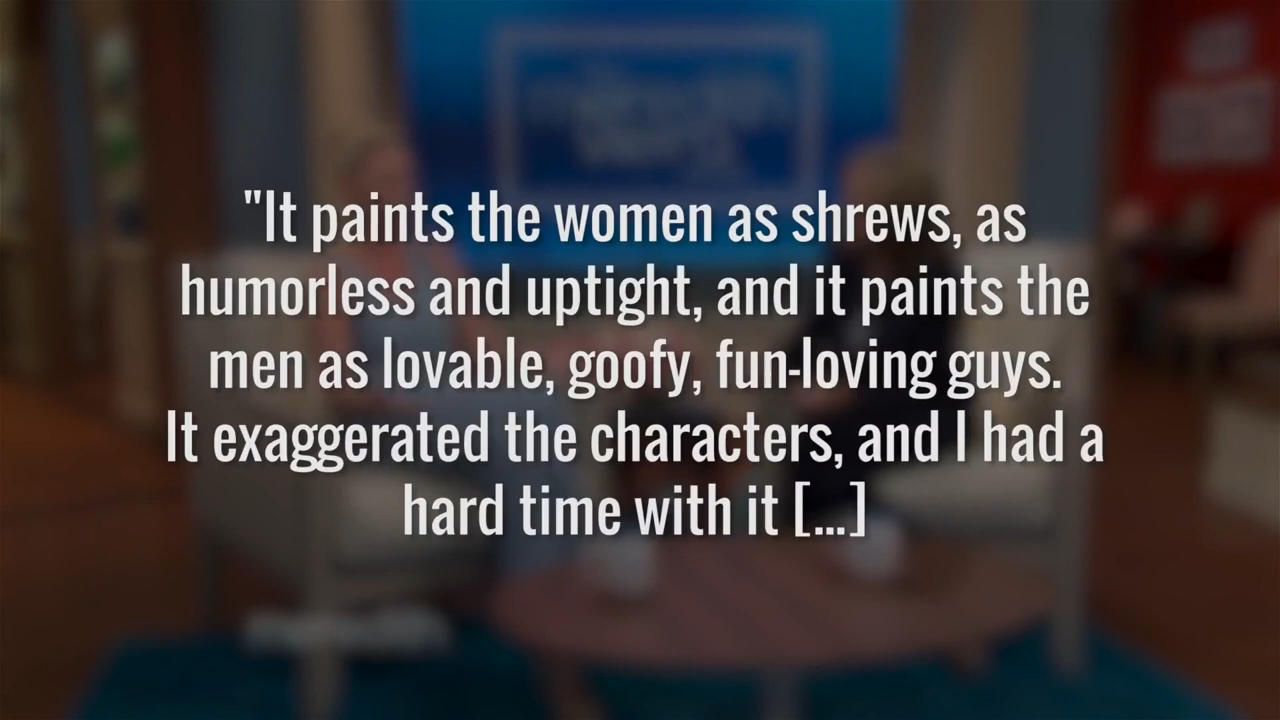 "It paints the women as shrews, as
humorless and uptight, and it paints the
men as lovable, goofy, fun-loving guys.
It exaggerated the characters, and I had a
hard time with it [...]